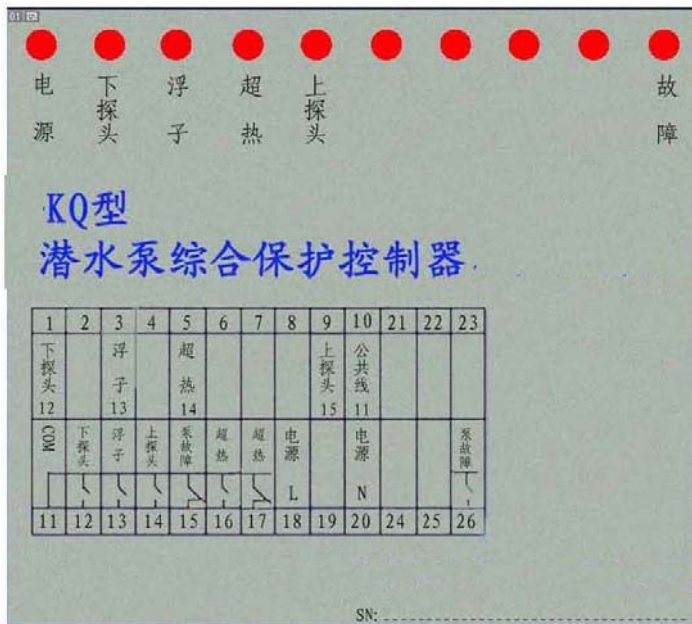 电源 下探头 浮子 超热 上探头 故障
KQ型
潜水泵综合保护控制器
1 2 3 4 5 6 7 8 9 10 21 22 23
下探头 浮子 超热 上探头 公共线
12 13 14 15 11
COM 下探头 浮子 上探头 泵故障 超热 超热 电源 电源 泵故障
L N
11 12 13 14 15 16 17 18 19 20 24 25 26
SN: